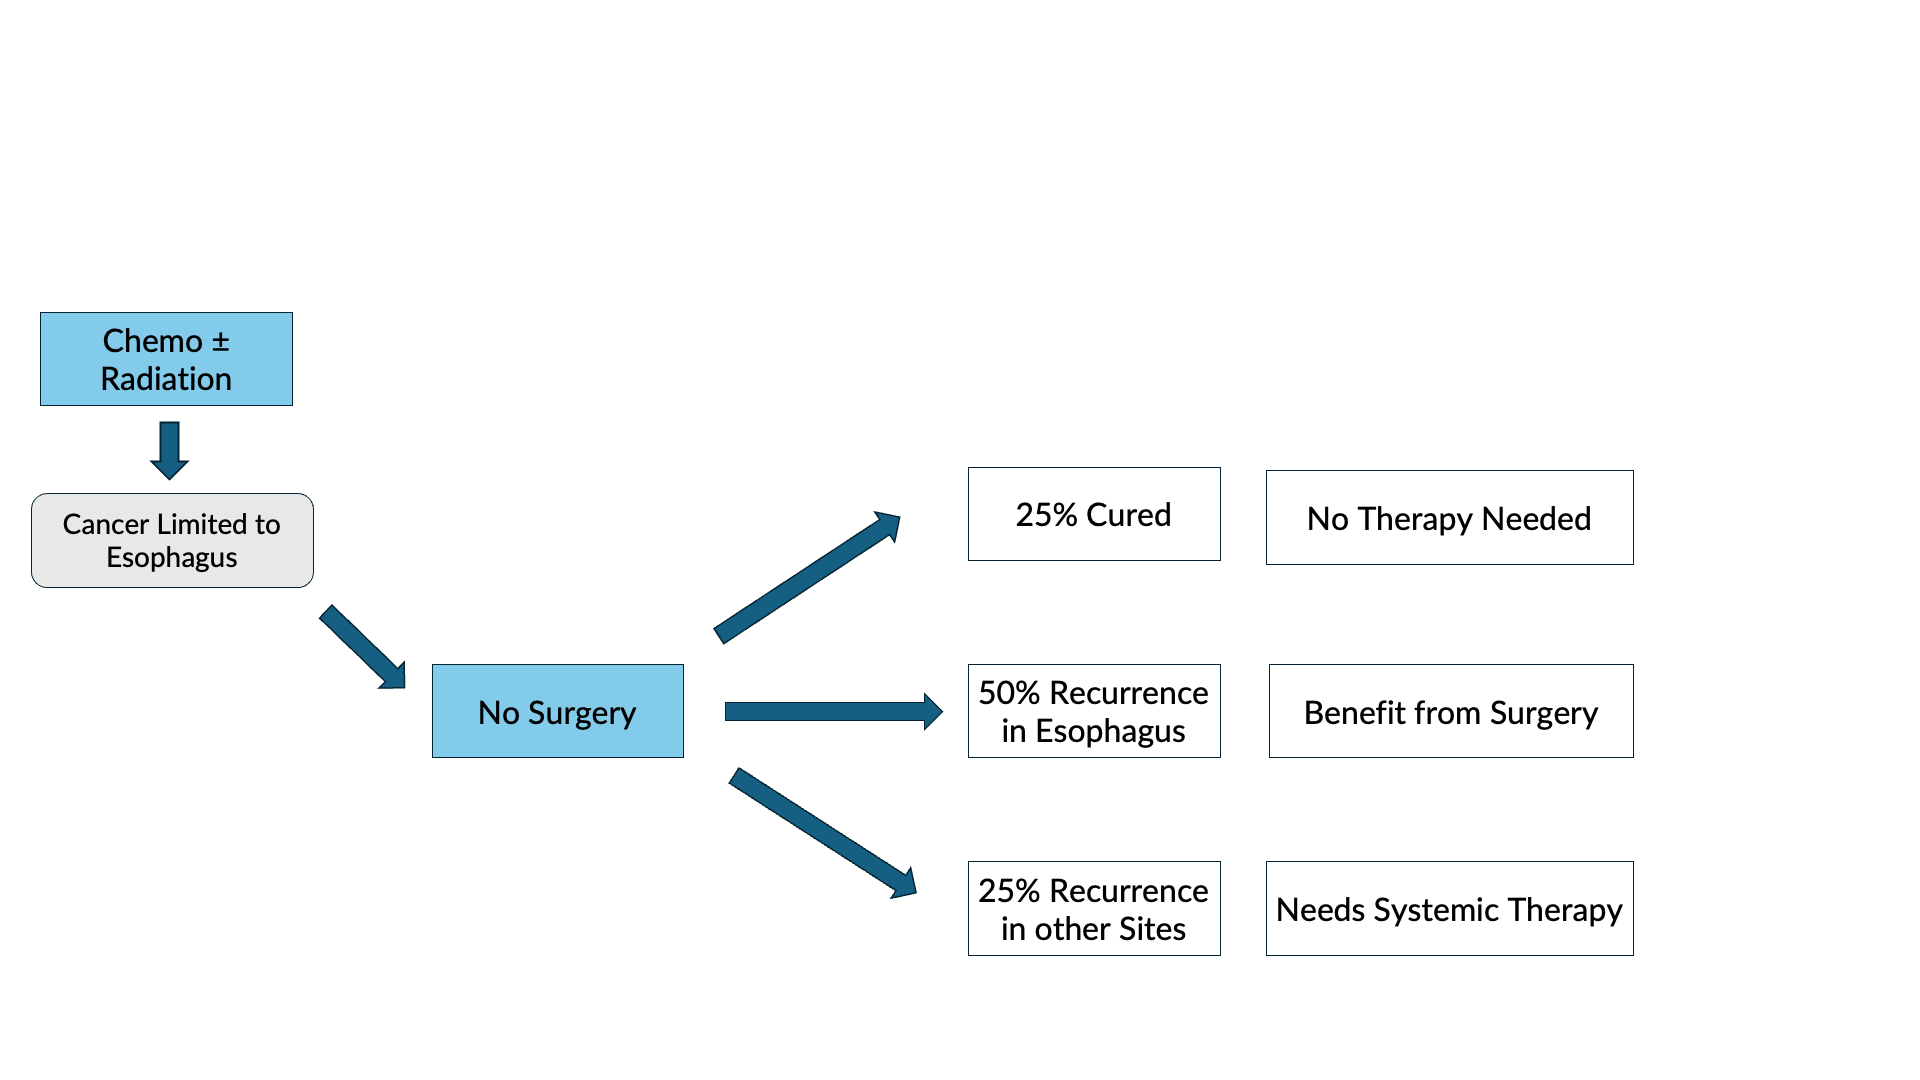 Chemo ±
Radiation
Cancer Limited to
Esophagus
No Surgery
25% Cured
No Therapy Needed
50% Recurrence
in Esophagus
Benefit from Surgery
25% Recurrence
in other Sites
Needs Systemic Therapy